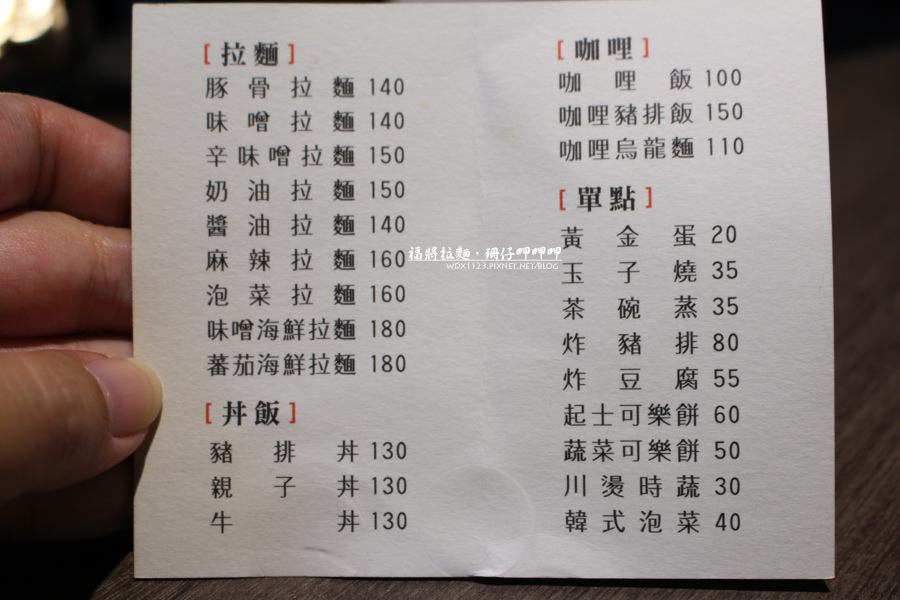 [拉麵]
豚骨拉麵 140
味噌拉麵 140
辛味噌拉麵 150
奶油拉麵 150
醬油拉麵 140
麻辣拉麵 160
泡菜拉麵 160
味噌海鮮拉麵 180
蕃茄海鮮拉麵 180
[丼飯]
豬排丼 130
親子丼 130
牛丼 130
[咖哩]
咖哩飯 100
咖哩豬排飯 150
咖哩烏龍麵 110
[單點]
黃金蛋 20
玉子燒 35
茶碗蒸 35
炸豬排 80
炸豆腐 55
起士可樂餅 60
蔬菜可樂餅 50
川燙時蔬 30
韓式泡菜 40
福將拉麵·珊仔呷呷呷
WDX1123.PIXNET.NET/BLOG